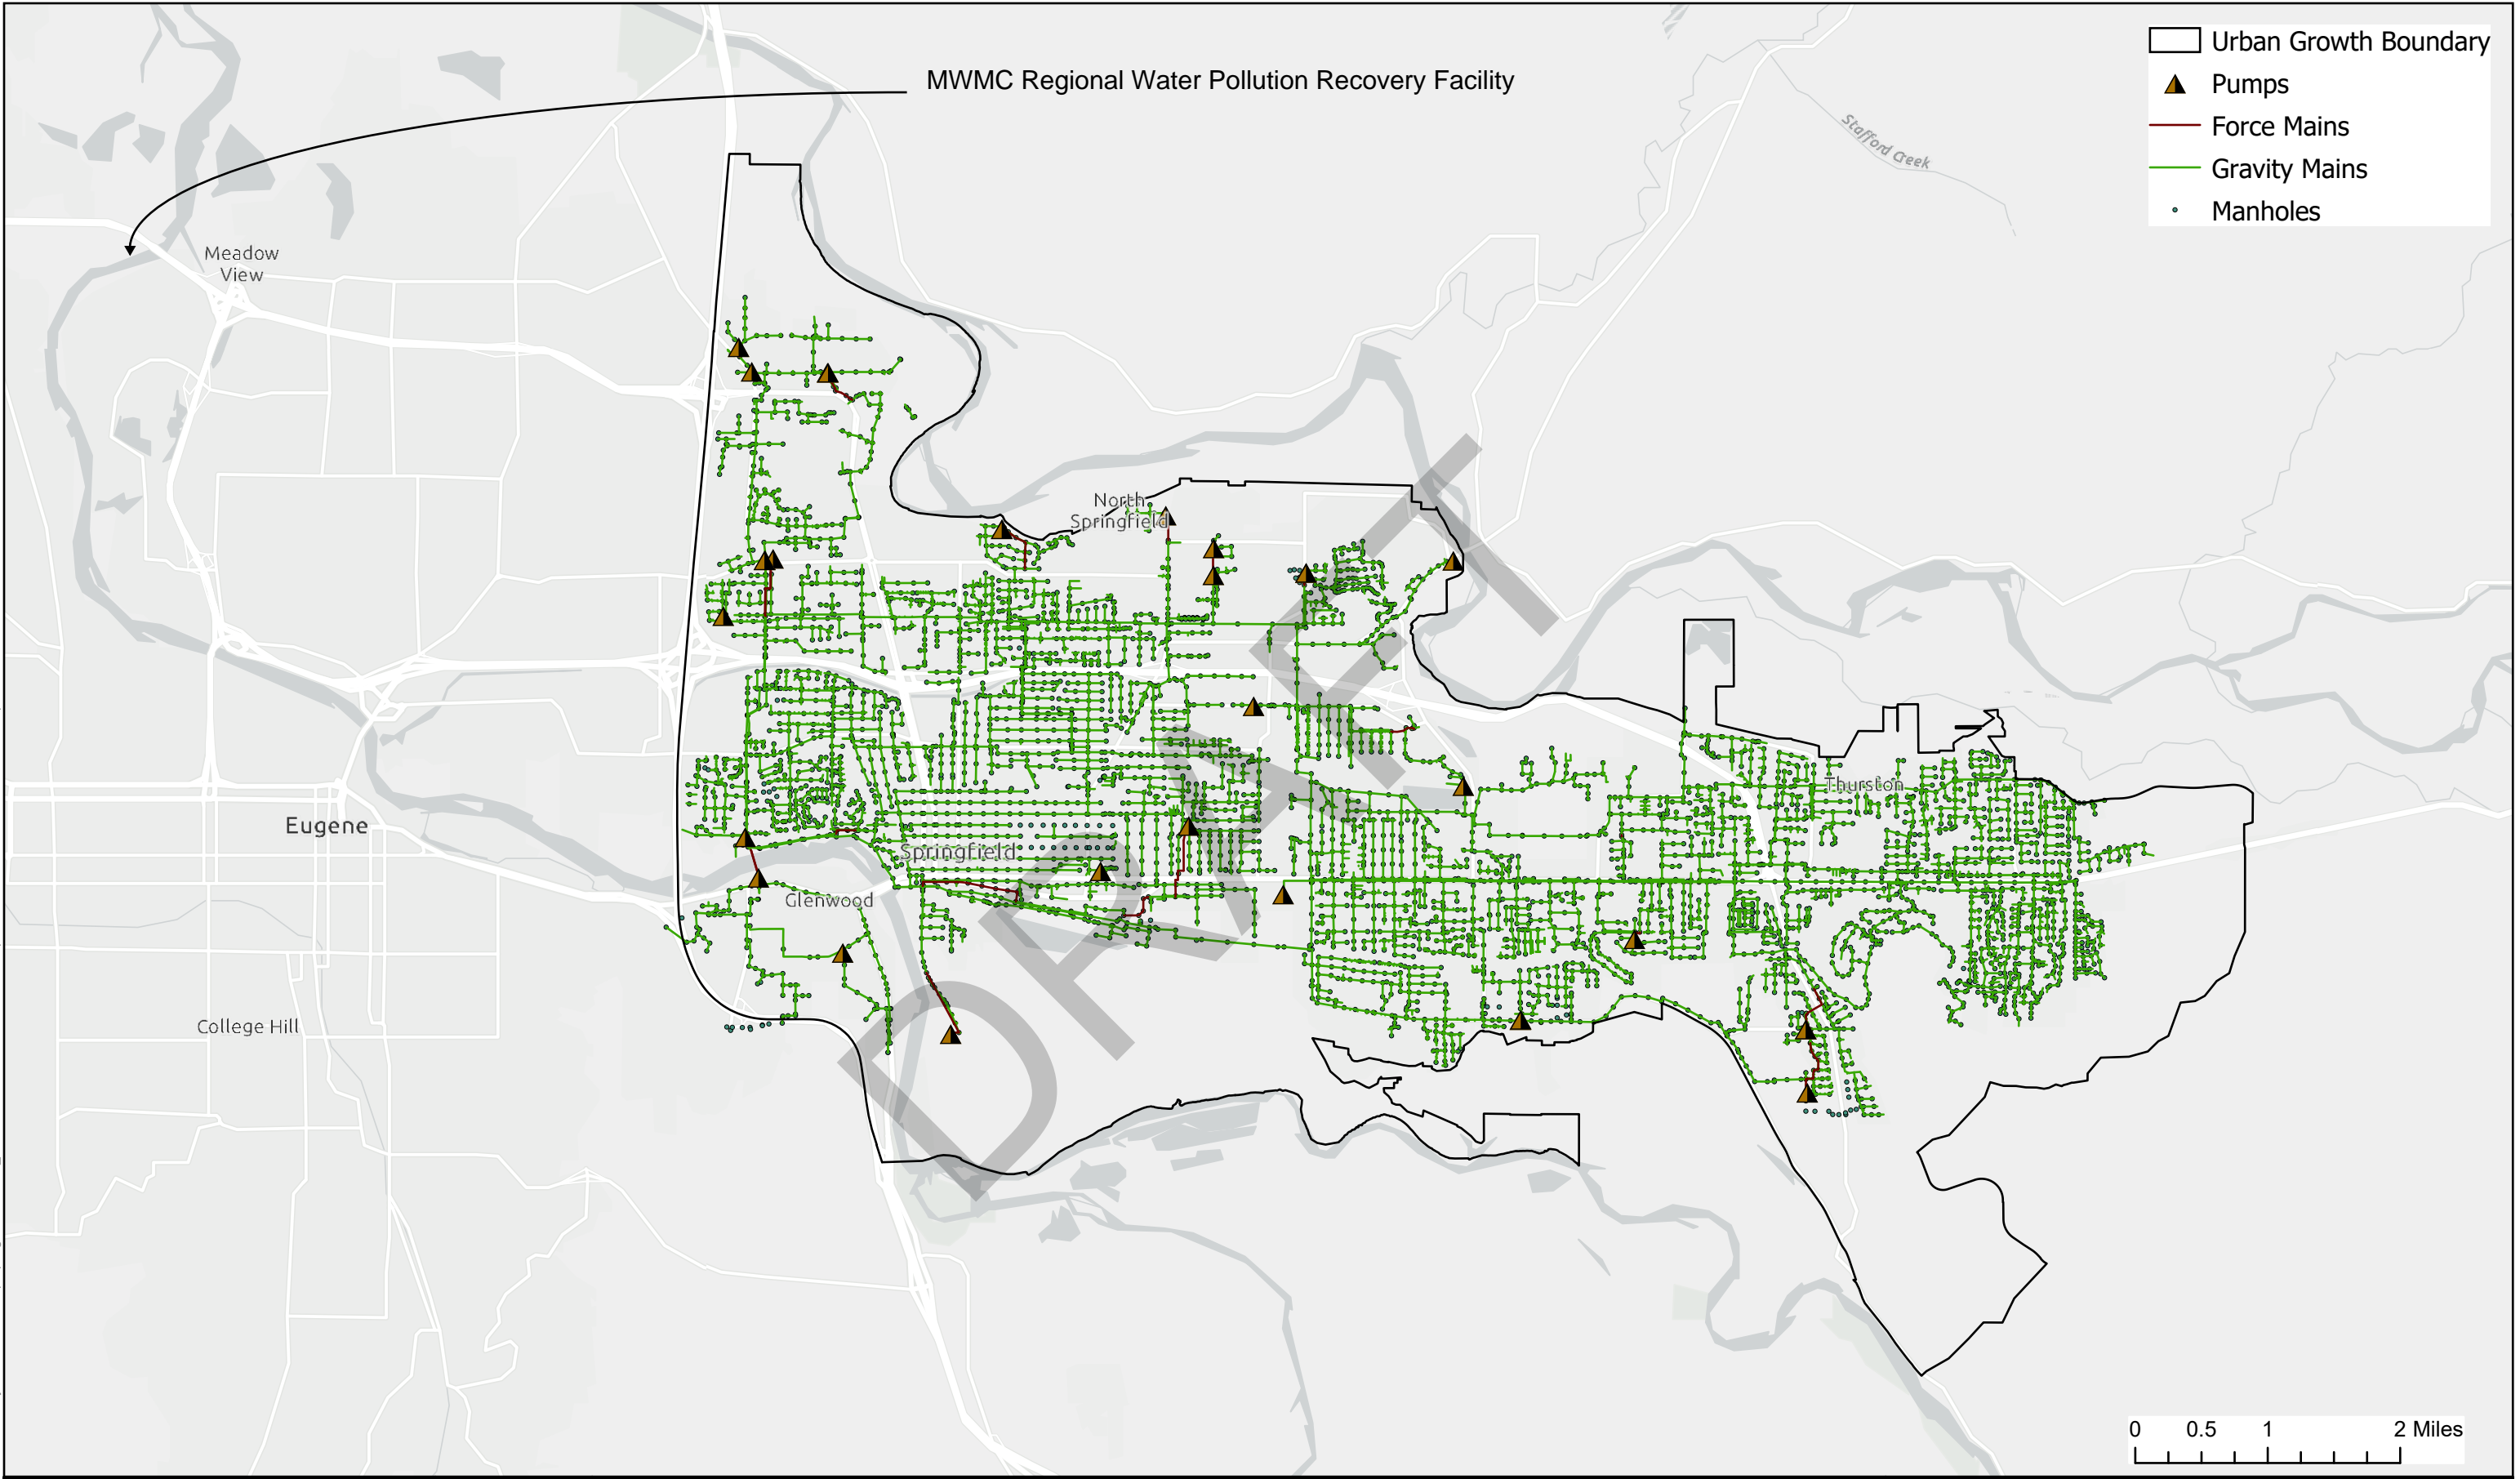 MWMC Regional Water Pollution Recovery Facility
Urban Growth Boundary
Pumps
Force Mains
Gravity Mains
Manholes
Stafford Creek
Meadow
View
North
Springfield
Thurston
Eugene
Springfield
Glenwood
College Hill
DRAFT
0 0.5 1 2 Miles